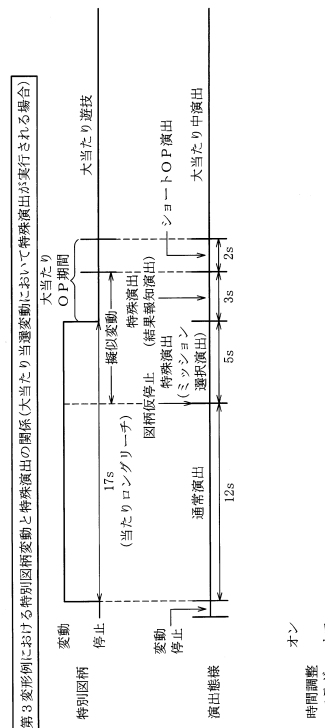 第3変形例における特別図柄変動と特殊演出の関係(大当たり当選変動において特殊演出が実行される場合)
大当たり
OP期間
変動
特別図柄
停止
17s
(当たりロングリーチ)
擬似変動
大当たり遊技
図柄仮停止
特殊演出
(結果報知演出)
ショートOP演出
変動
停止
演出態様
通常演出
特殊演出
(ミッション
選択演出)
大当たり中演出
12s
5s
3s
2s
オン
時間調整